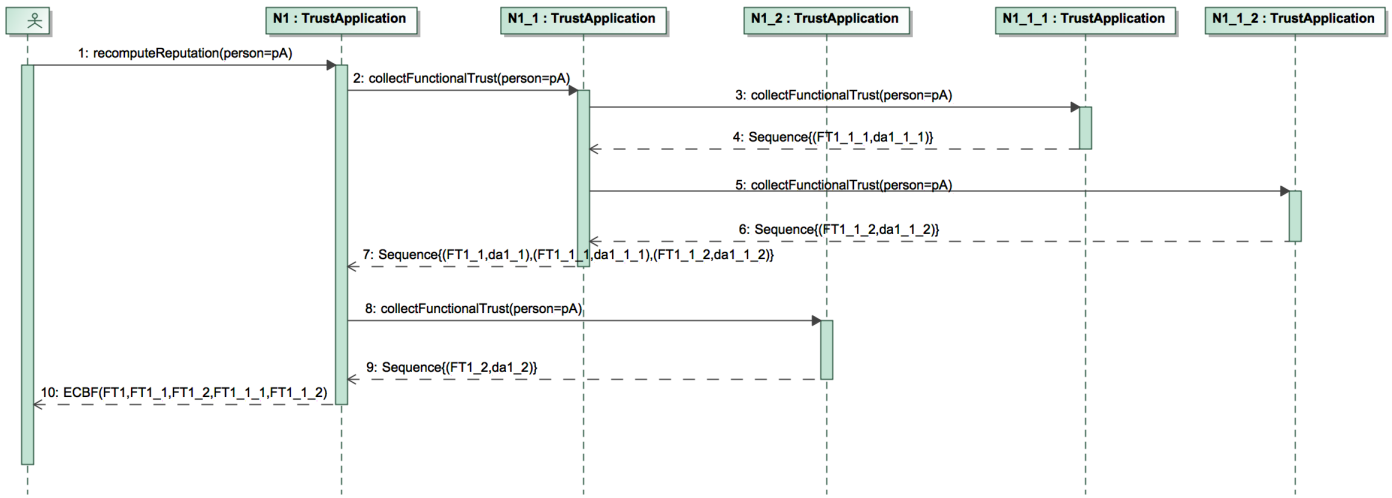 N1 : TrustApplication
N1_1 : TrustApplication
N1_2 : TrustApplication
N1_1_1 : TrustApplication
N1_1_2 : TrustApplication
1: recomputeReputation(person=pA)
2: collectFunctionalTrust(person=pA)
3: collectFunctionalTrust(person=pA)
4: Sequence{(FT1_1_1,da1_1_1)}
5: collectFunctionalTrust(person=pA)
6: Sequence{(FT1_1_2,da1_1_2)}
7: Sequence{(FT1_1,da1_1),(FT1_1_1,da1_1_1),(FT1_1_2,da1_1_2)}
8: collectFunctionalTrust(person=pA)
9: Sequence{(FT1_2,da1_2)}
10: ECBF(FT1,FT1_1,FT1_2,FT1_1_1,FT1_1_2)